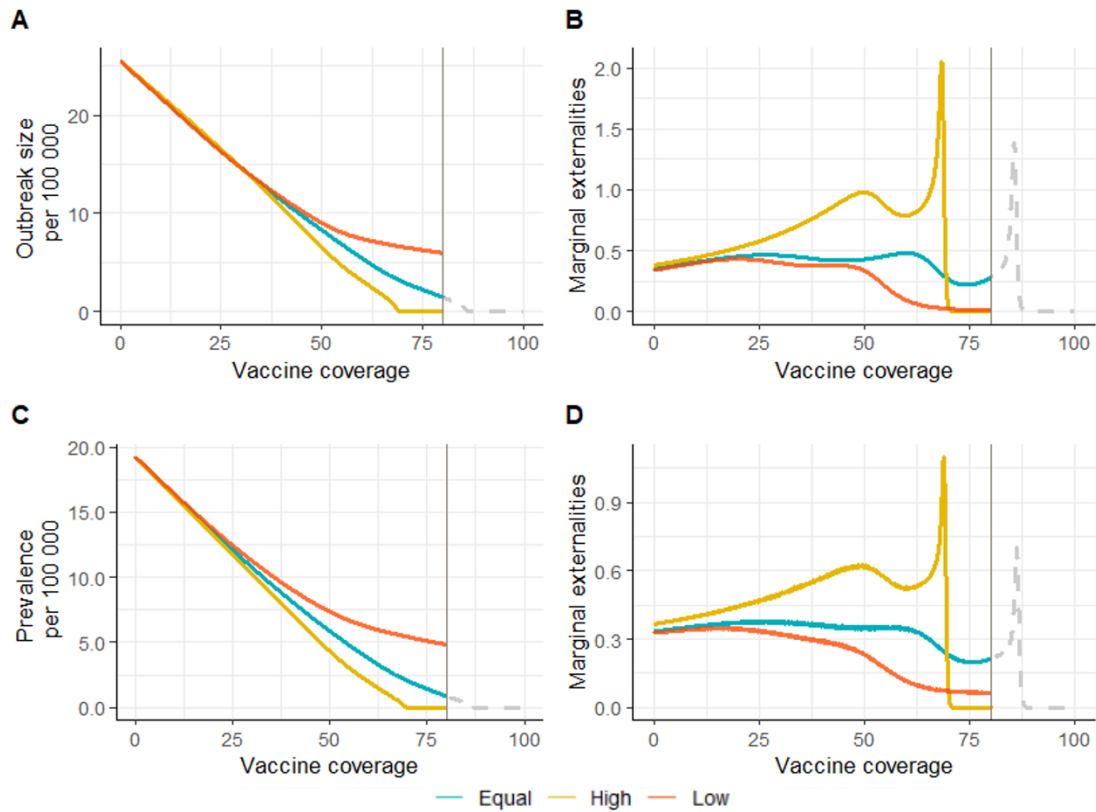 A
B
Outbreak size
per 100 000
20
10
0
0
25
50
75
100
Vaccine coverage
Marginal externalities
2.0
1.5
1.0
0.5
0.0
0
25
50
75
100
Vaccine coverage
C
D
Prevalence
per 100 000
20.0
15.0
10.0
5.0
0.0
0
25
50
75
100
Vaccine coverage
Marginal externalities
0.9
0.6
0.3
0.0
0
25
50
75
100
Vaccine coverage
Equal High Low